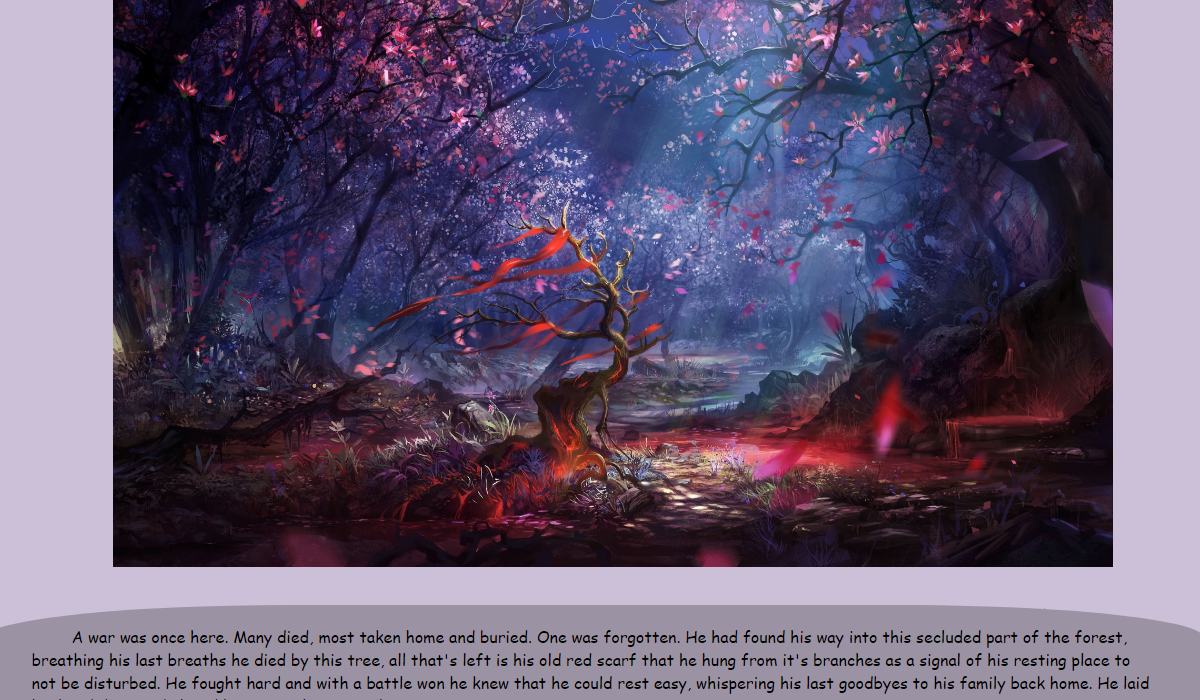 A war was once here. Many died, most taken home and buried. One was forgotten. He had found his way into this secluded part of the forest,
breathing his last breaths he died by this tree, all that's left is his old red scarf that he hung from it's branches as a signal of his resting place to
not be disturbed. He fought hard and with a battle won he knew that he could rest easy, whispering his last goodbyes to his family back home. He laid